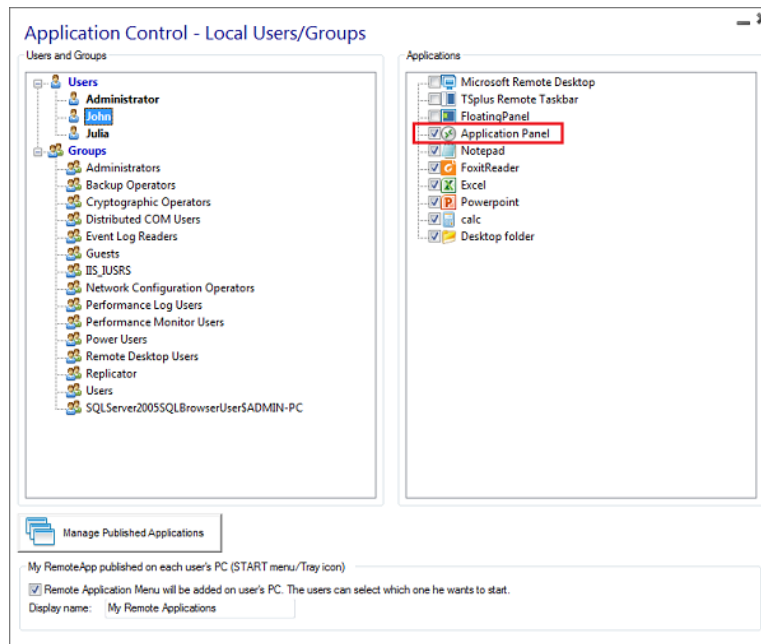 Application Control - Local Users/Groups
Users and Groups
Users
Administrator
John
Julia
Groups
Administrators
Backup Operators
Cryptographic Operators
Distributed COM Users
Event Log Readers
Guests
IIS_IUSRS
Network Configuration Operators
Performance Log Users
Performance Monitor Users
Power Users
Remote Desktop Users
Replicator
Users
SQLServer2005SQLBrowserUser$ADMIN-PC
Applications
Microsoft Remote Desktop
TSplus Remote Taskbar
FloatingPanel
Application Panel
Notepad
FoxitReader
Excel
Powerpoint
calc
Desktop folder
Manage Published Applications
My RemoteApp published on each user's PC (START menu/Tray icon)
Remote Application Menu will be added on user's PC. The users can select which one he wants to start.
Display name: My Remote Applications